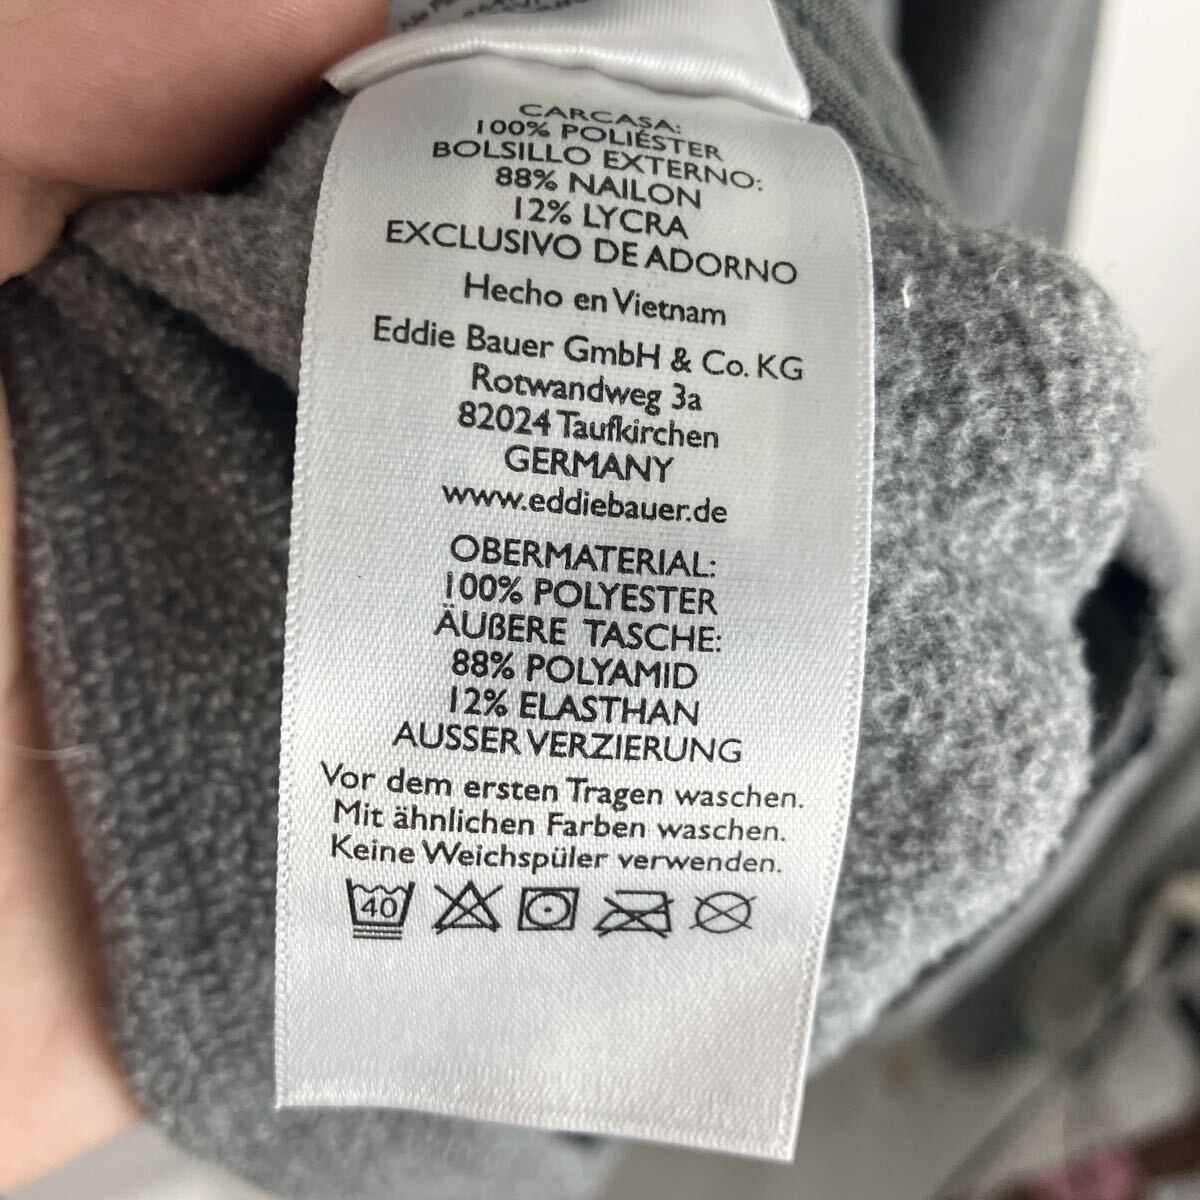 CARCASA:
100% POLIÉSTER
BOLSILLO EXTERNO:
88% NAILON
12% LYCRA
EXCLUSIVO DE ADORNO
Hecho en Vietnam
Eddie Bauer GmbH & Co. KG
Rotwandweg 3a
82024 Taufkirchen
GERMANY
www.eddiebauer.de
OBERMATERIAL:
100% POLYESTER
ÄUßERE TASCHE:
88% POLYAMID
12% ELASTHAN
AUSSER VERZIERUNG
Vor dem ersten Tragen waschen.
Mit ähnlichen Farben waschen.
Keine Weichspüler verwenden.
40